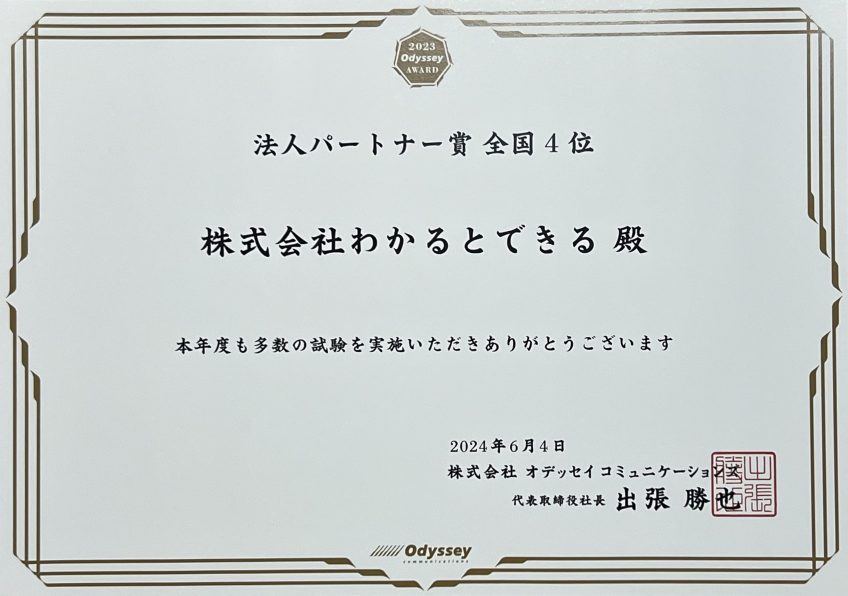 2023
Odyssey
AWARD
法人パートナー賞 全国4位
株式会社わかるとできる 殿
本年度も多数の試験を実施いただきありがとうございます
2024年6月4日
株式会社 オデッセイ コミュニケーションズ
代表取締役社長 出張 勝也
Odyssey
communications